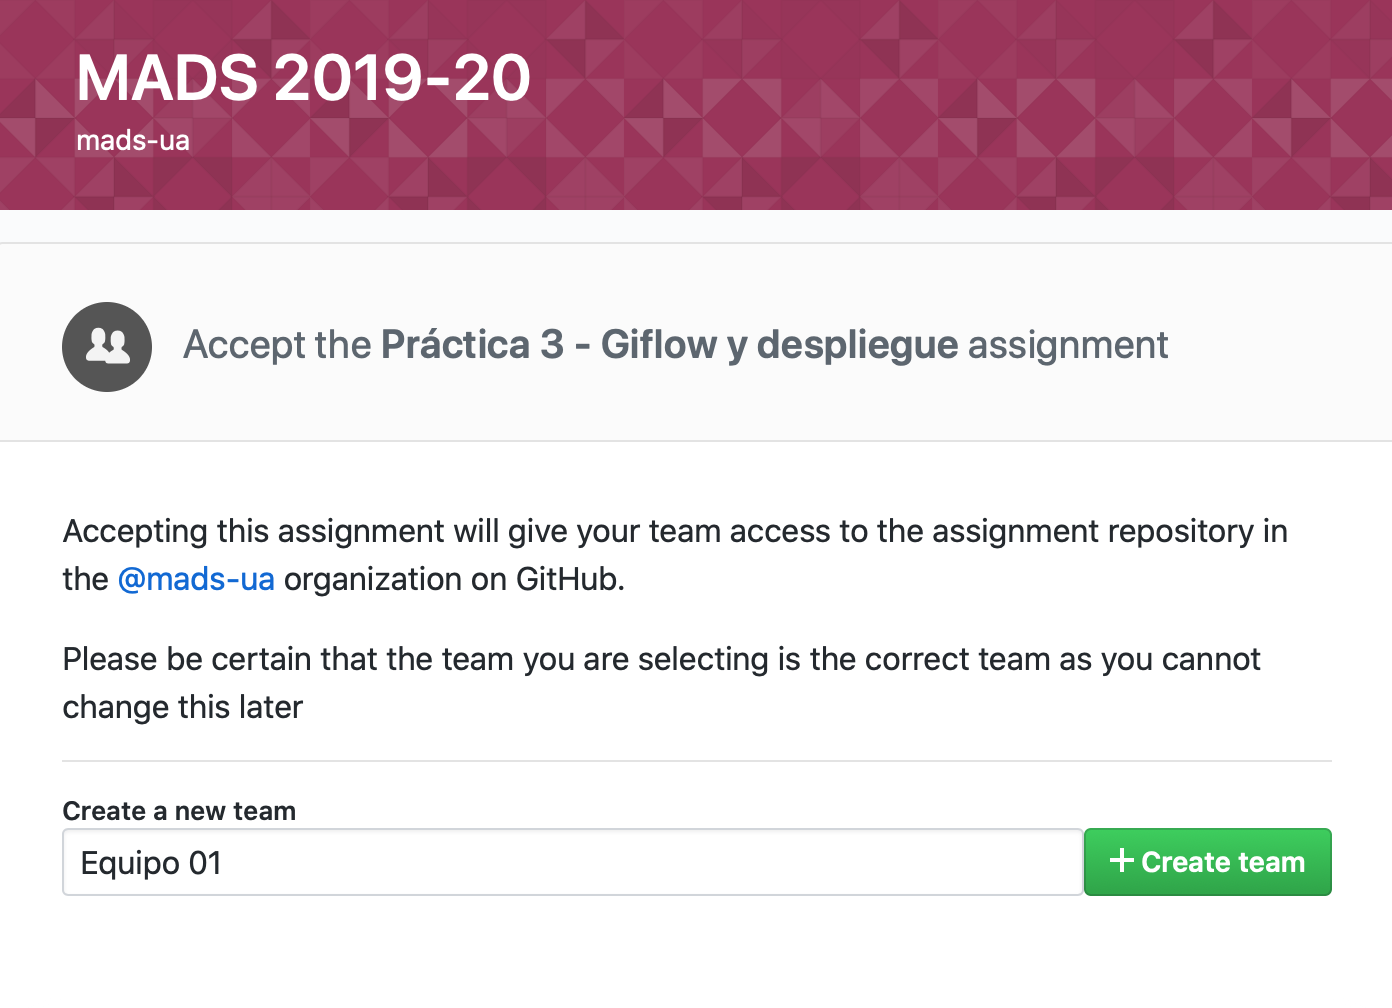 MADS 2019-20
mads-ua
Accept the Práctica 3 - Giflow y despliegue assignment
Accepting this assignment will give your team access to the assignment repository in
the @mads-ua organization on GitHub.
Please be certain that the team you are selecting is the correct team as you cannot
change this later
Create a new team
Equipo 01
+ Create team